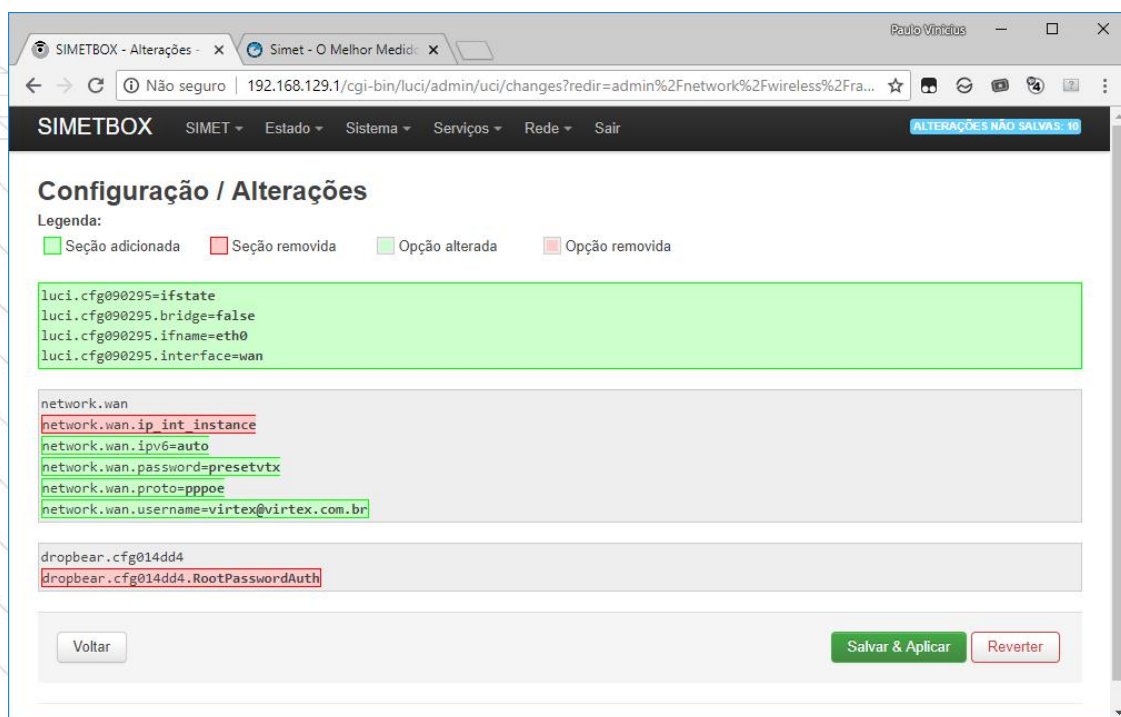 Paulo Vinicius
SIMETBOX - Alterações -
Simet - O Melhor Medid
Não seguro | 192.168.129.1/cgi-bin/luci/admin/uci/changes?redir=admin%2Fnetwork%2Fwireless%2Fra...
SIMETBOX SIMET Estado Sistema Serviços Rede Sair ALTERAÇÕES NÃO SALVAS: 10
Configuração / Alterações
Legenda:
Seção adicionada Seção removida Opção alterada Opção removida
luci.cfg090295=ifstate
luci.cfg090295.bridge=false
luci.cfg090295.ifname=eth0
luci.cfg090295.interface=wan
network.wan
network.wan.ip_int_instance
network.wan.ipv6=auto
network.wan.password=presetvtx
network.wan.proto=pppoe
network.wan.username=virtex@virtex.com.br
dropbear.cfg014dd4
dropbear.cfg014dd4.RootPasswordAuth
Voltar Salvar & Aplicar Reverter